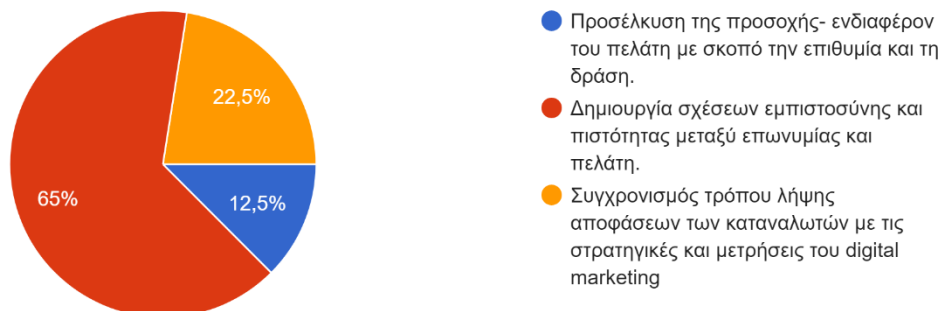 22,5%
65%
12,5%
Προσέλκυση της προσοχής- ενδιαφέρον
του πελάτη με σκοπό την επιθυμία και τη
δράση.
Δημιουργία σχέσεων εμπιστοσύνης και
πιστότητας μεταξύ επωνυμίας και
πελάτη.
Συγχρονισμός τρόπου λήψης
αποφάσεων των καταναλωτών με τις
στρατηγικές και μετρήσεις του digital
marketing